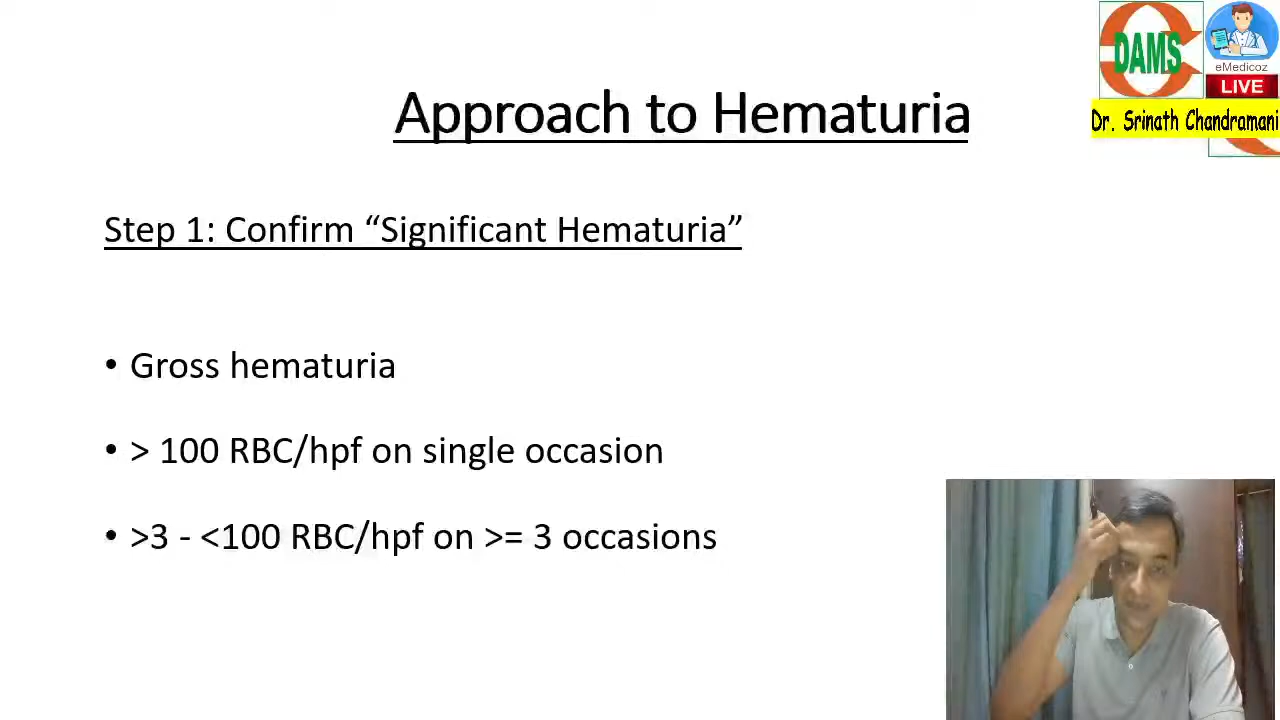 DAMS
eMedicoz
LIVE
Dr. Srinath Chandramani
Approach to Hematuria
Step 1: Confirm “Significant Hematuria”
• Gross hematuria
• > 100 RBC/hpf on single occasion
• >3 - <100 RBC/hpf on >= 3 occasions